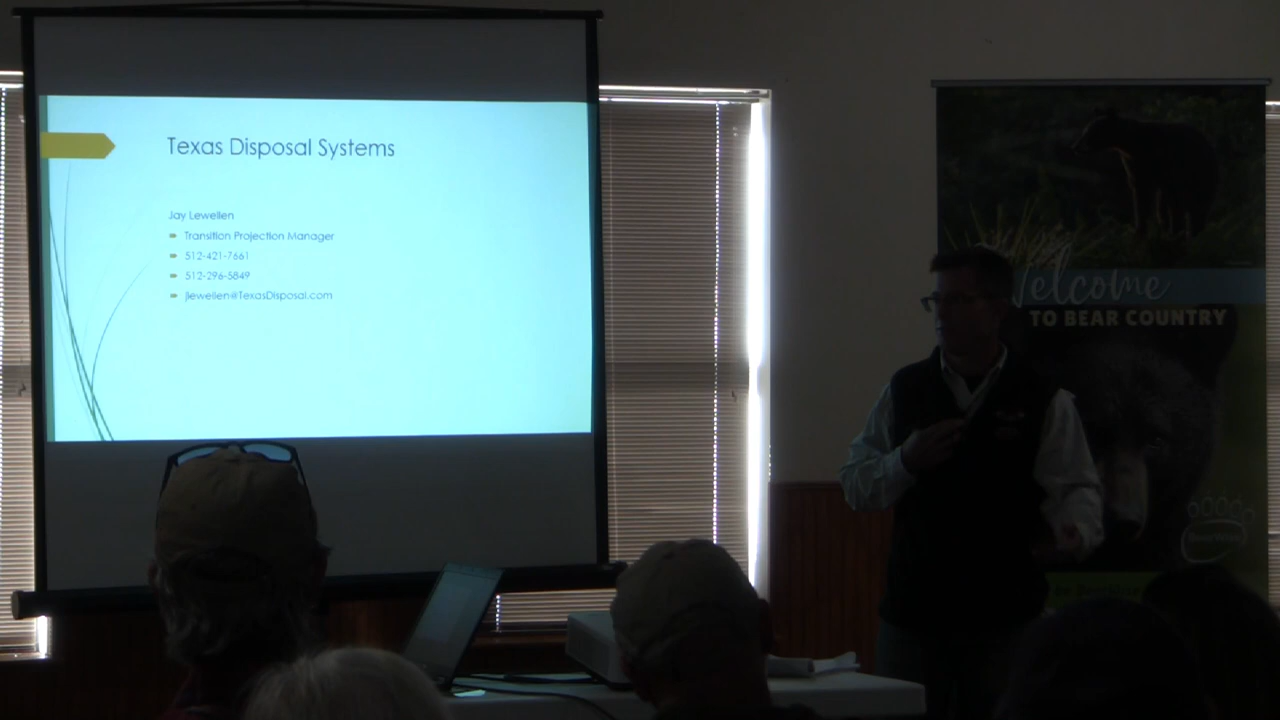 Texas Disposal Systems
Jay Lewellen
Transition Projection Manager
512-421-7661
512-296-5849
jlewellen@TexasDisposal.com
Welcome
TO BEAR COUNTRY
BearWise